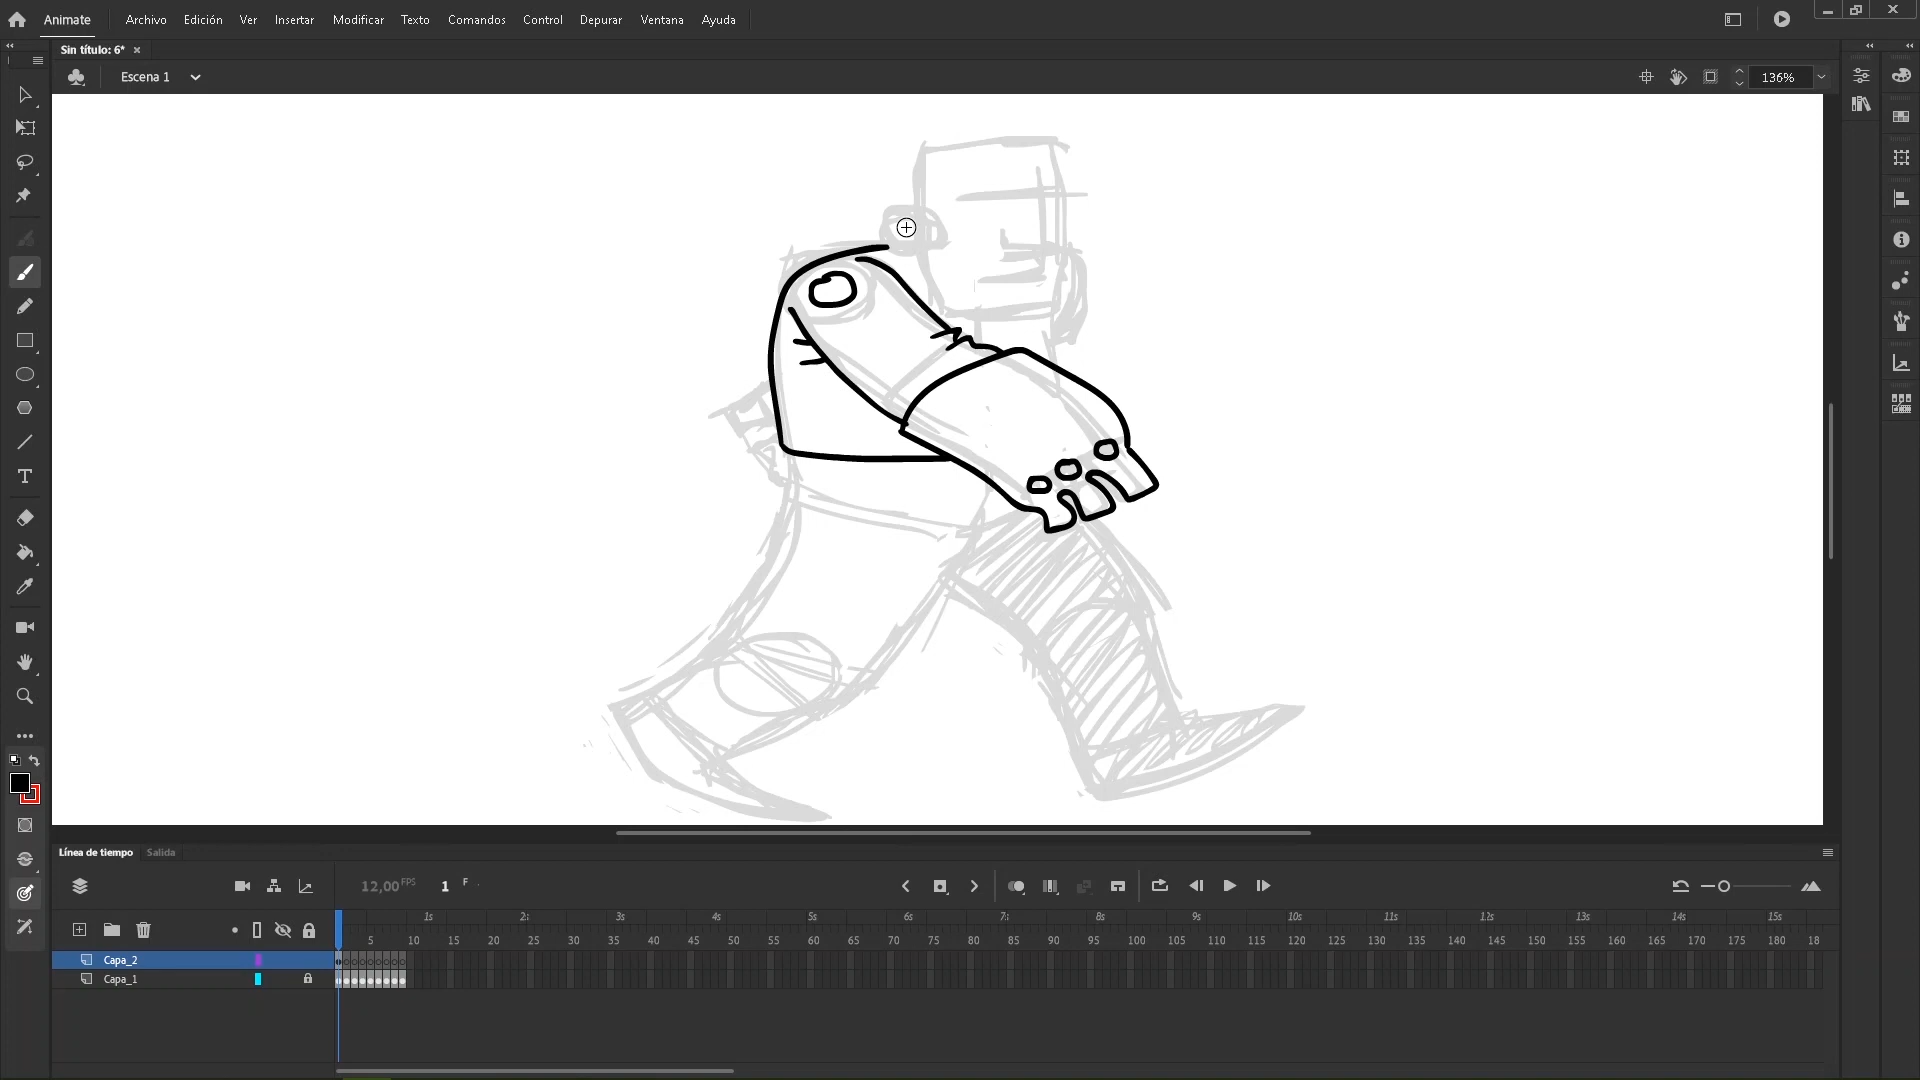 Animate Archivo Edición Ver Insertar Modificar Texto Comandos Control Depurar Ventana Ayuda
Sin título: 6* ×
Escena 1 136%
Línea de tiempo Salida
12,00 FPS 1 F
1s 2s 3s 4s 5s 6s 7s 8s 9s 10s 11s 12s 13s 14s 15s
5 10 15 20 25 30 35 40 45 50 55 60 65 70 75 80 85 90 95 100 105 110 115 120 125 130 135 140 145 150 155 160 165 170 175 180 18
Capa_2
Capa_1